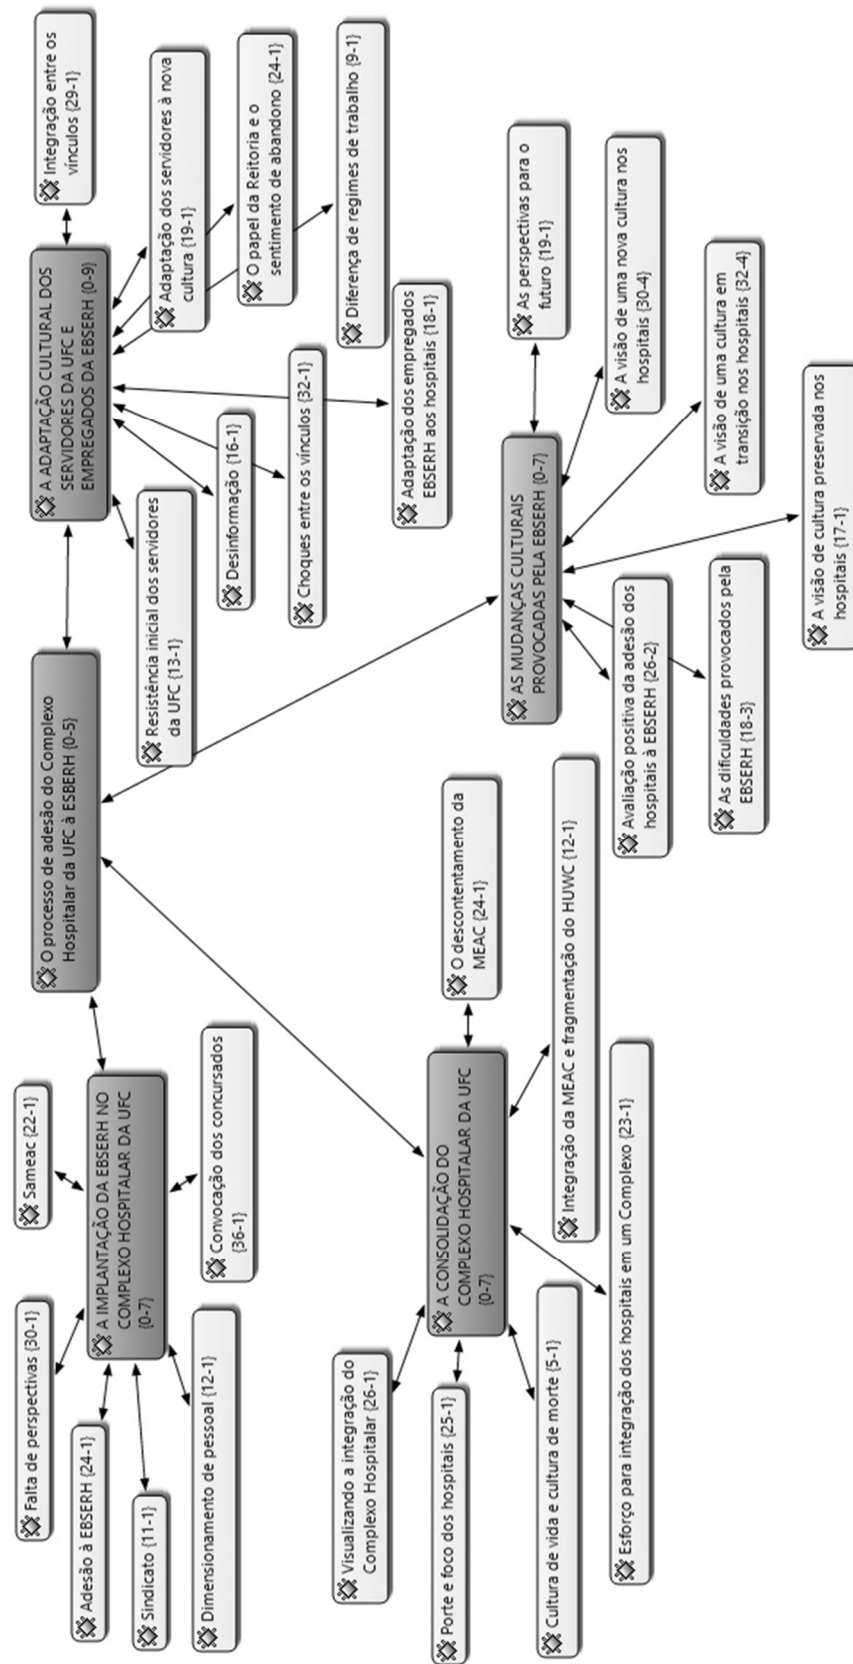 Falta de perspectivas {30-1}
Sameac {22-1}
Adesão à EBSERH {24-1}
A IMPLANTAÇÃO DA EBSERH NO
COMPLEXO HOSPITALAR DA UFC
{0-7}
Sindicato {11-1}
Dimensionamento de pessoal {12-1}
Convocação dos concursados
{36-1}
O processo de adesão do Complexo
Hospitalar da UFC à ESBERH {0-5}
A ADAPTAÇÃO CULTURAL DOS
SERVIDORES DA UFC E
EMPREGADOS DA EBSERH {0-9}
Integração entre os
vínculos {29-1}
Resistência inicial dos servidores
da UFC {13-1}
Adaptação dos servidores à nova
cultura {19-1}
Desinformação {16-1}
O papel da Reitoria e o
sentimento de abandono {24-1}
Choques entre os vínculos {32-1}
Diferença de regimes de trabalho {9-1}
Adaptação dos empregados
EBSERH aos hospitais {18-1}
Visualizando a integração do
Complexo Hospitalar {26-1}
Porte e foco dos hospitais {25-1}
A CONSOLIDAÇÃO DO
COMPLEXO HOSPITALAR DA UFC
{0-7}
O descontentamento da
MEAC {24-1}
Cultura de vida e cultura de morte {5-1}
Integração da MEAC e fragmentação do HUWC {12-1}
Esforço para integração dos hospitais em um Complexo {23-1}
AS MUDANÇAS CULTURAIS
PROVOCADAS PELA EBSERH {0-7}
As perspectivas para o
futuro {19-1}
Avaliação positiva da adesão dos
hospitais à EBSERH {26-2}
A visão de uma nova cultura nos
hospitais {30-4}
As dificuldades provocados pela
EBSERH {18-3}
A visão de uma cultura em
transição nos hospitais {32-4}
A visão de cultura preservada nos
hospitais {17-1}